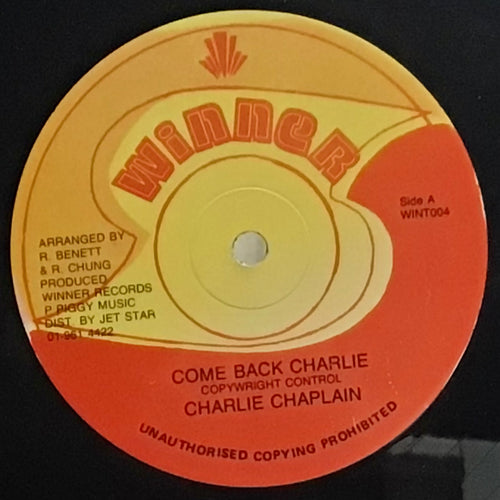 WinneR
Side A
WINT004
ARRANGED BY
R. BENETT
& R. CHUNG
PRODUCED
WINNER RECORDS
P PIGGY MUSIC
DIST. BY JET STAR
01-961 4422
COME BACK CHARLIE
COPYWRIGHT CONTROL
CHARLIE CHAPLAIN
UNAUTHORISED COPYING PROHIBITED